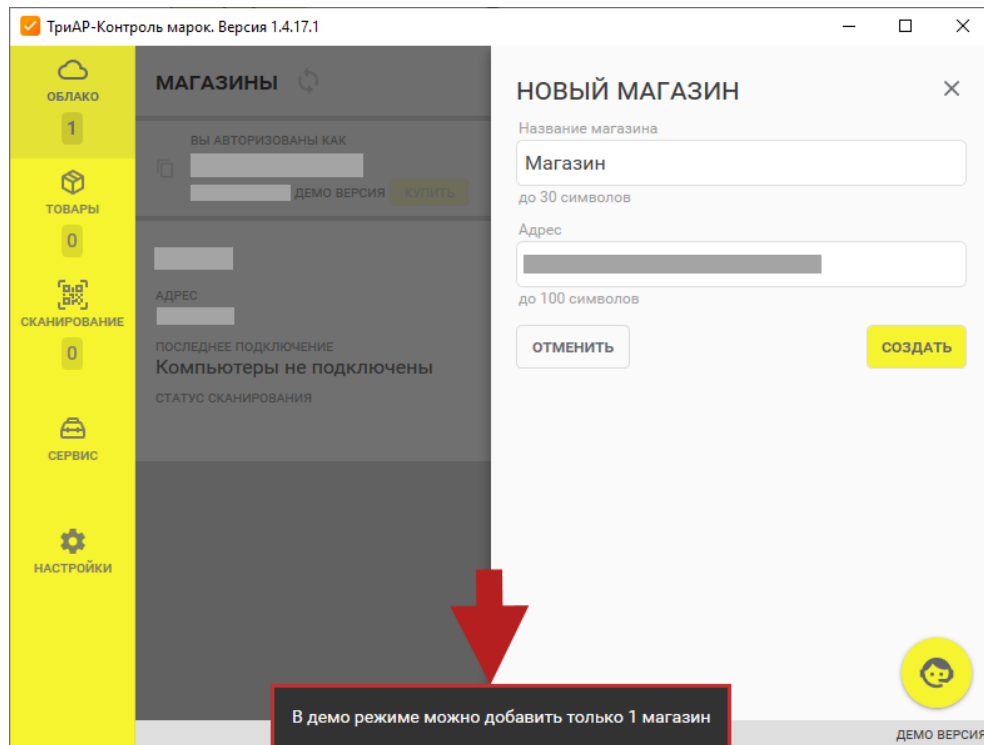 ТриАР-Контроль марок. Версия 1.4.17.1
ОБЛАКО
1
ТОВАРЫ
0
СКАНИРОВАНИЕ
0
СЕРВИС
НАСТРОЙКИ
МАГАЗИНЫ
ВЫ АВТОРИЗОВАНЫ КАК
ДЕМО ВЕРСИЯ КУПИТЬ
АДРЕС
ПОСЛЕДНЕЕ ПОДКЛЮЧЕНИЕ
Компьютеры не подключены
СТАТУС СКАНИРОВАНИЯ
НОВЫЙ МАГАЗИН
Название магазина
Магазин
до 30 символов
Адрес
до 100 символов
ОТМЕНИТЬ
СОЗДАТЬ
В демо режиме можно добавить только 1 магазин
ДЕМО ВЕРСИЯ